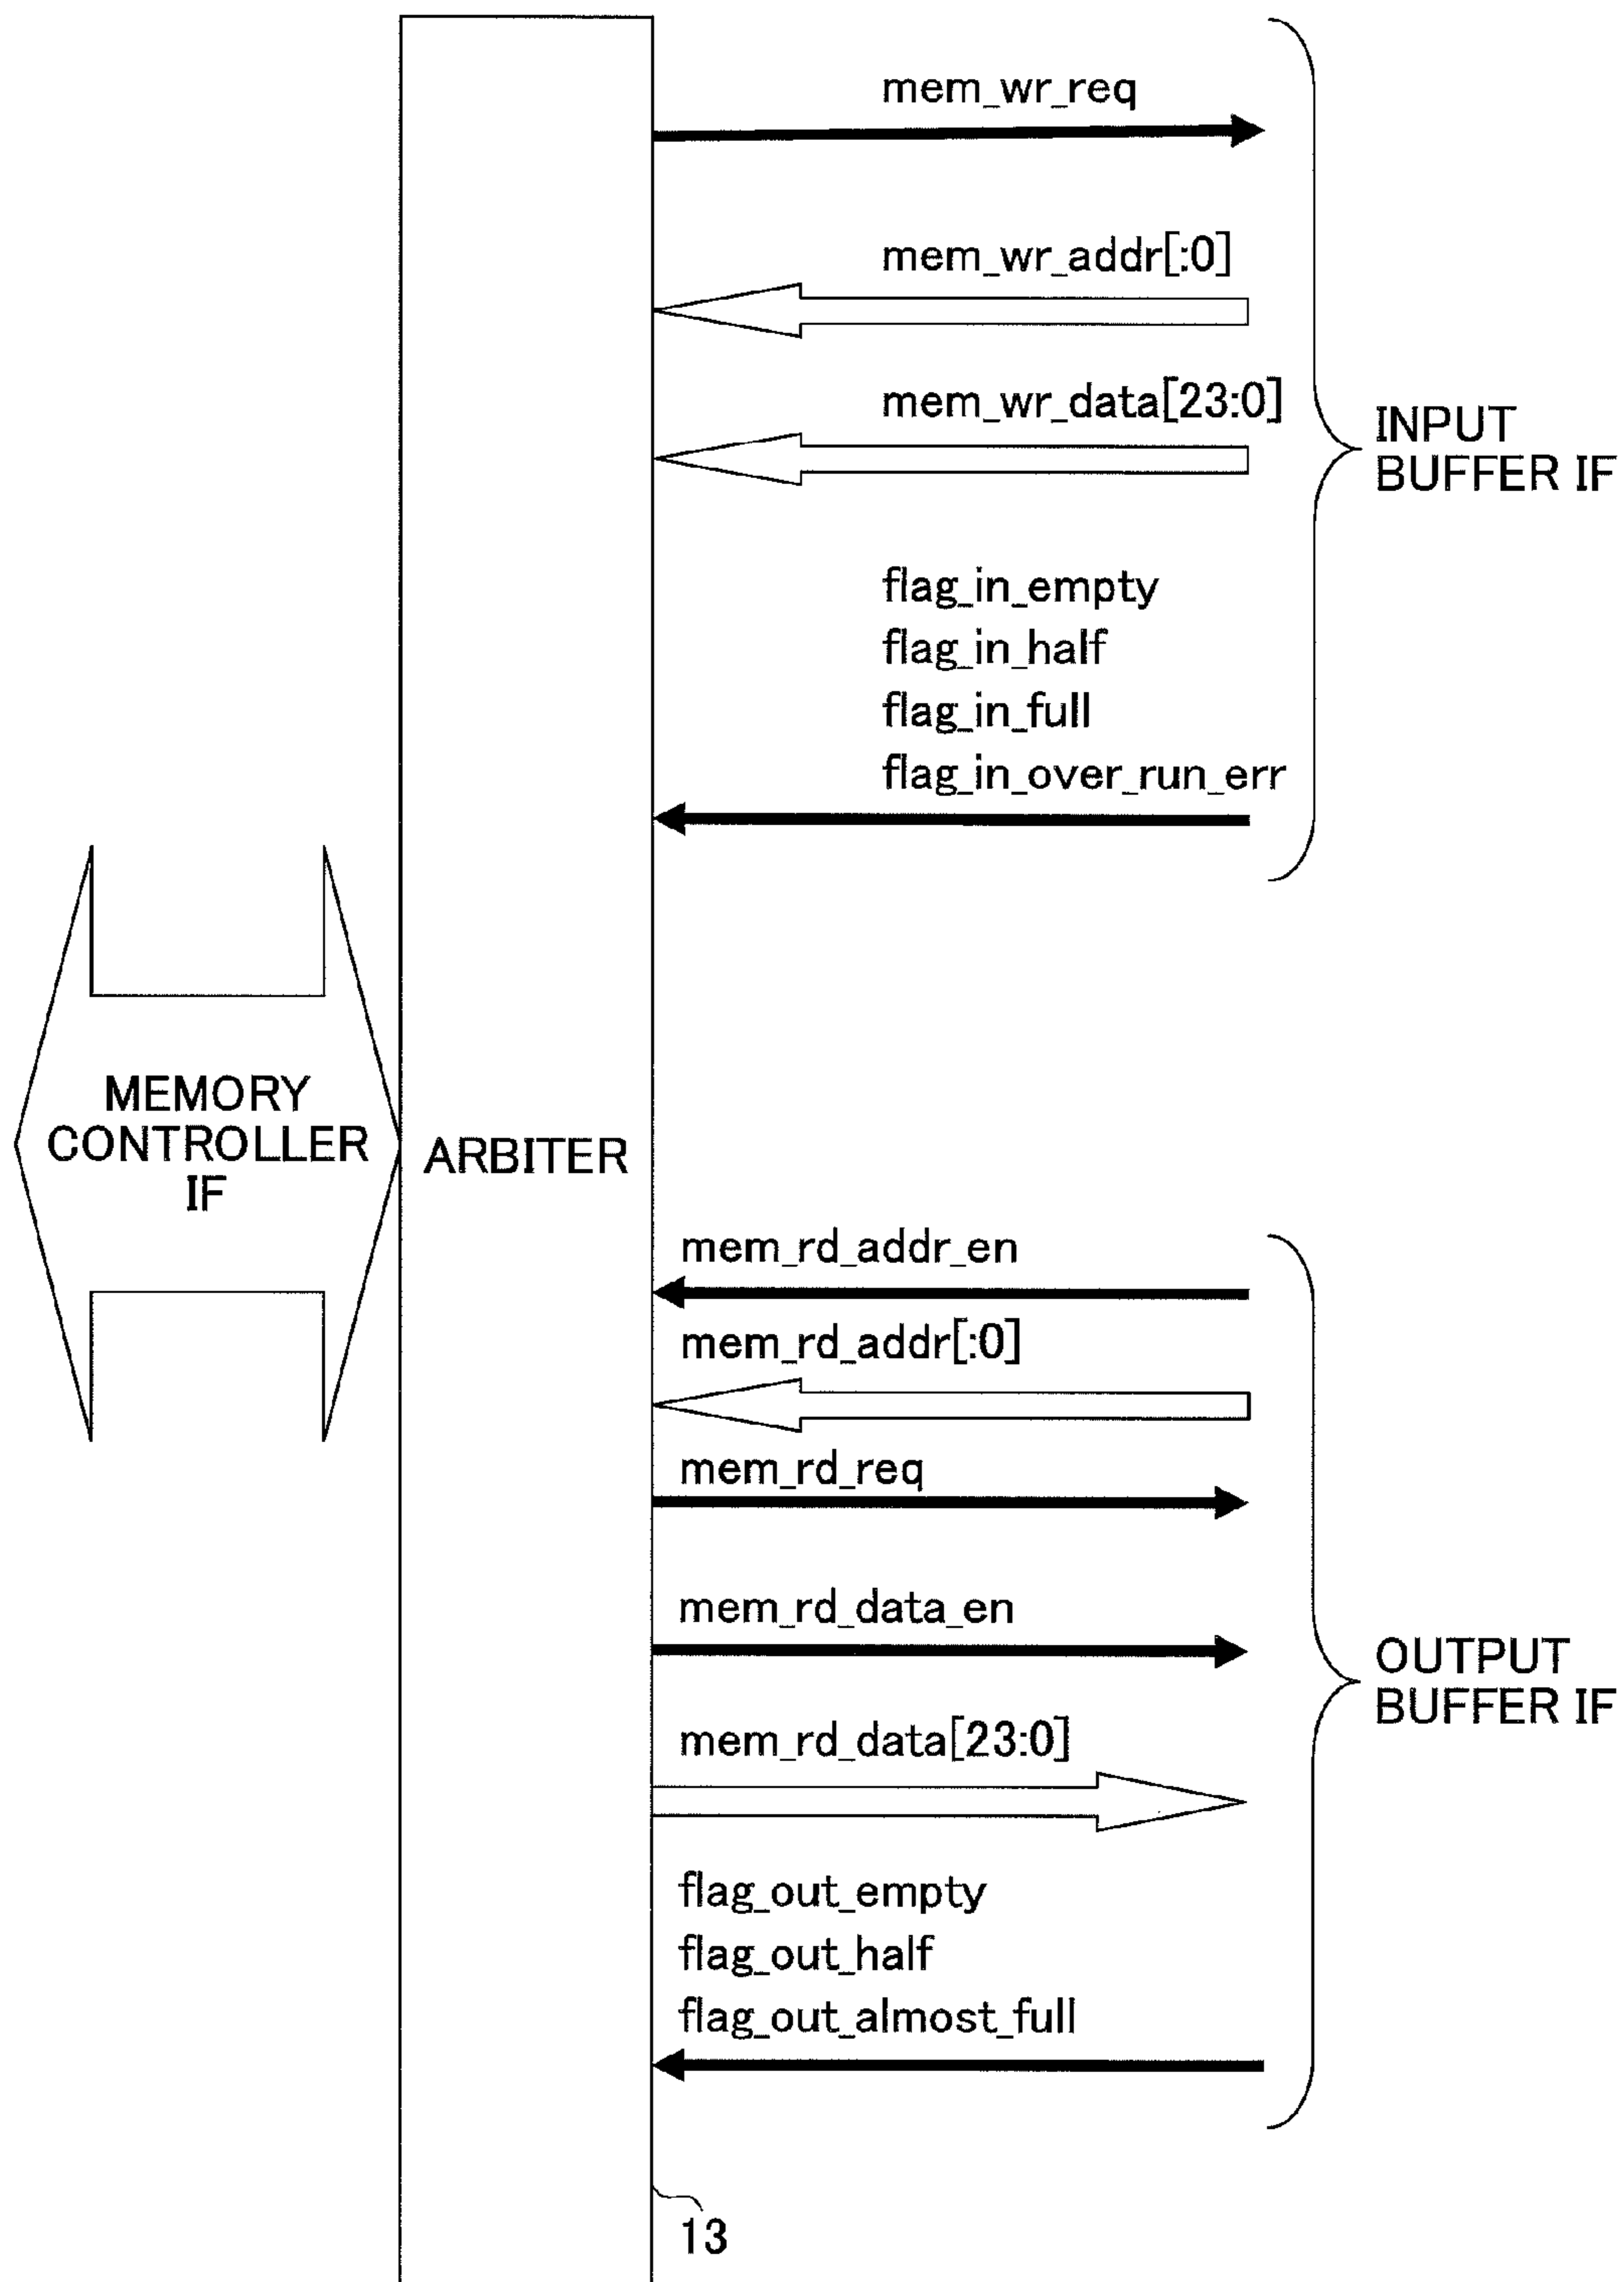 mem_wr_req
mem_wr_addr[:0]
mem_wr_data[23:0]
INPUT
BUFFER IF
flag_in_empty
flag_in_half
flag_in_full
flag_in_over_run_err
MEMORY
CONTROLLER
IF
ARBITER
mem_rd_addr_en
mem_rd_addr[:0]
mem_rd_req
mem_rd_data_en
OUTPUT
BUFFER IF
mem_rd_data[23:0]
flag_out_empty
flag_out_half
flag_out_almost_full
13